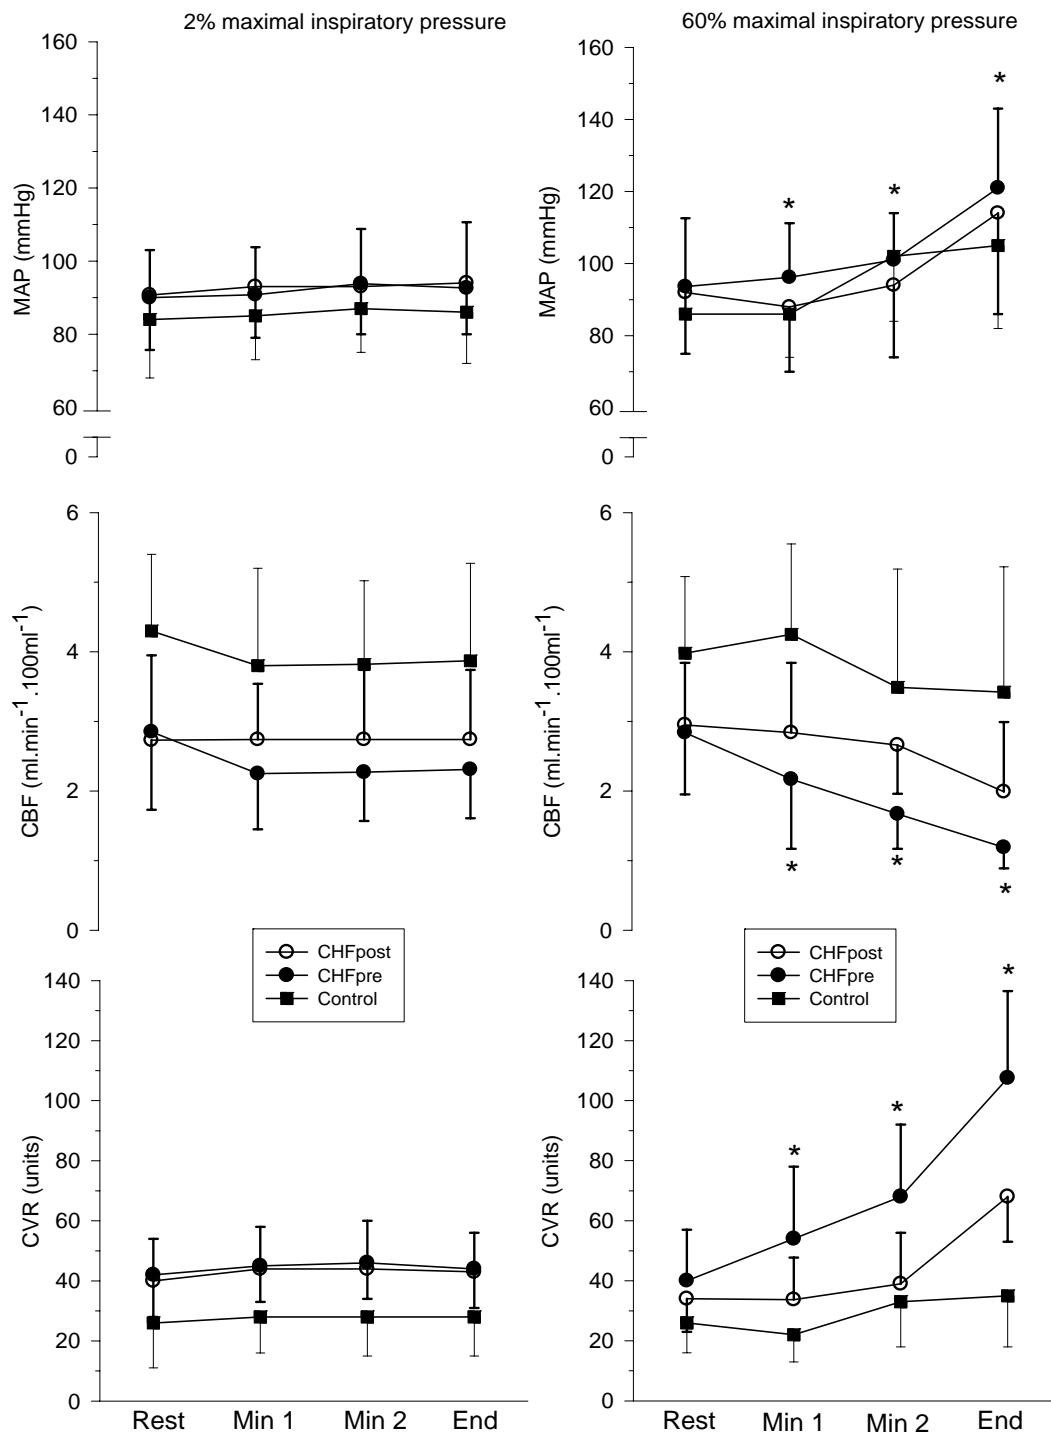 2% maximal inspiratory pressure
60% maximal inspiratory pressure
MAP (mmHg)
160
140
120
100
80
60
0
MAP (mmHg)
160
140
120
100
80
60
0
*
*
*
CBF (ml.min-1.100ml-1)
6
4
2
0
CBF (ml.min-1.100ml-1)
6
4
2
0
*
*
*
CHFpost
CHFpre
Control
CHFpost
CHFpre
Control
CVR (units)
140
120
100
80
60
40
20
0
CVR (units)
140
120
100
80
60
40
20
0
*
*
*
Rest Min 1 Min 2 End
Rest Min 1 Min 2 End